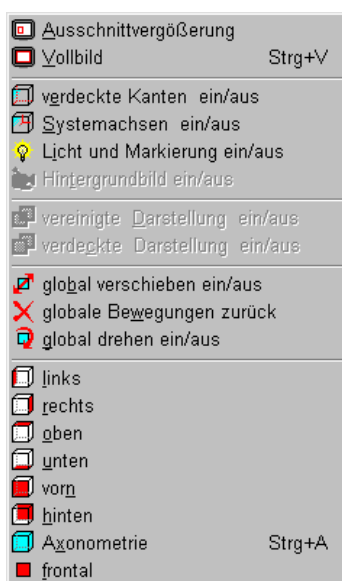 Ausschnittvergößerung
Vollbild Strg+V
verdeckte Kanten ein/aus
Systemachsen ein/aus
Licht und Markierung ein/aus
Hintergrundbild ein/aus
vereinigte Darstellung ein/aus
verdeckte Darstellung ein/aus
global verschieben ein/aus
globale Bewegungen zurück
global drehen ein/aus
links
rechts
oben
unten
vorn
hinten
Axonometrie Strg+A
frontal